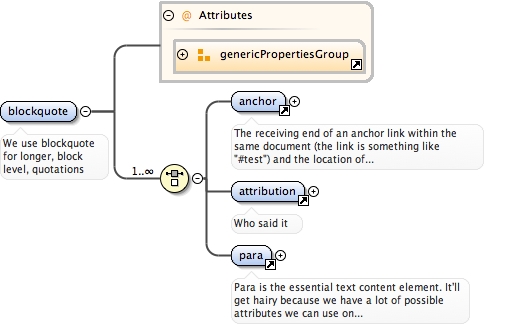 @ Attributes
genericPropertiesGroup
blockquote
We use blockquote
for longer, block
level, quotations
1..∞
anchor
The receiving end of an anchor link within the
same document (the link is something like
"#test") and the location of...
attribution
Who said it
para
Para is the essential text content element. It'll
get hairy because we have a lot of possible
attributes we can use on...